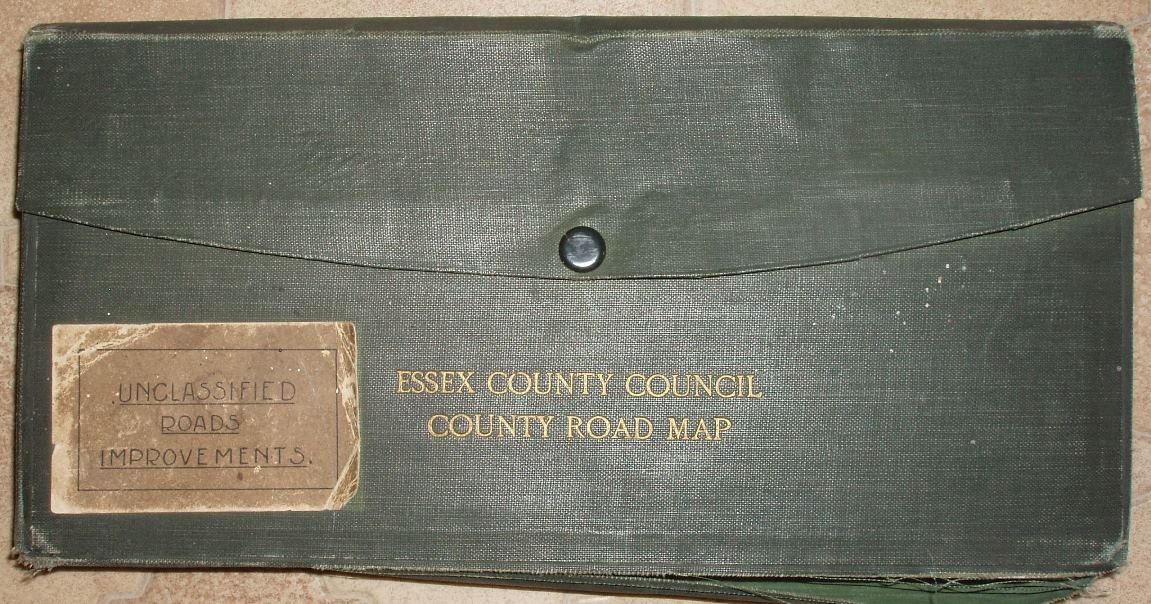 UNCLASSIFIED
ROADS
IMPROVEMENTS.
ESSEX COUNTY COUNCIL
COUNTY ROAD MAP